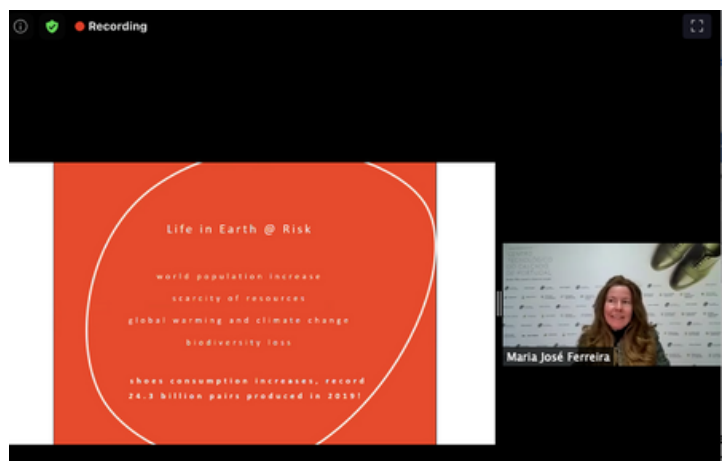 Recording
Life in Earth @ Risk
world population increase
scarcity of resources
global warming and climate change
biodiversity loss
shoes consumption increases, record
24.3 billion pairs produced in 2019!
Maria José Ferreira